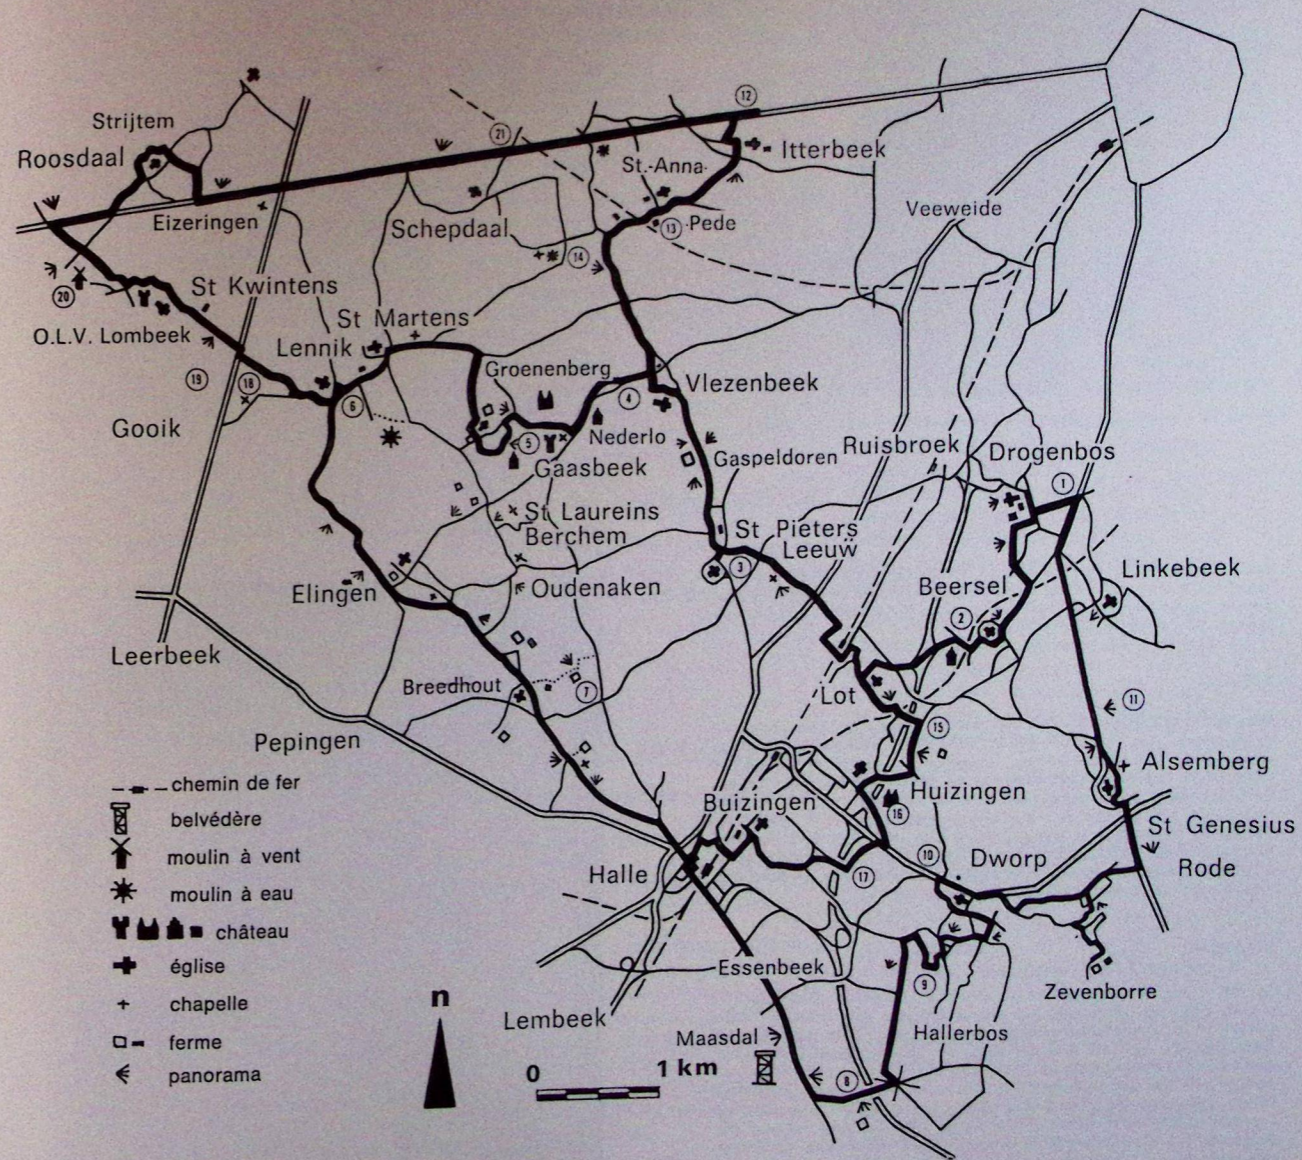 12
Strijtem
21
Roosdaal
St.-Anna
Itterbeek
Eizeringen
Schepdaal
13
Pede
Veeweide
14
20
St Kwintens
O.L.V. Lombeek
St Martens
Lennik
Groenenberg
19
18
6
4
Vlezenbeek
Gooik
5
Nederlo
Gaasbeek
Gaspeldoren
Ruisbroek
Drogenbos
1
St Laureins
Berchem
St Pieters
Leeuw
3
Elingen
Oudenaken
Beersel
Linkebeek
2
Leerbeek
Breedhout
7
Lot
11
15
Pepingen
Alsemberg
Buizingen
Huizingen
16
St Genesius
Rode
Halle
17
10
Dworp
Essenbeek
9
Zevenborre
Lembeek
Maasdal
Hallerbos
8
chemin de fer
belvédère
moulin à vent
moulin à eau
château
église
chapelle
ferme
panorama
n
0 1 km